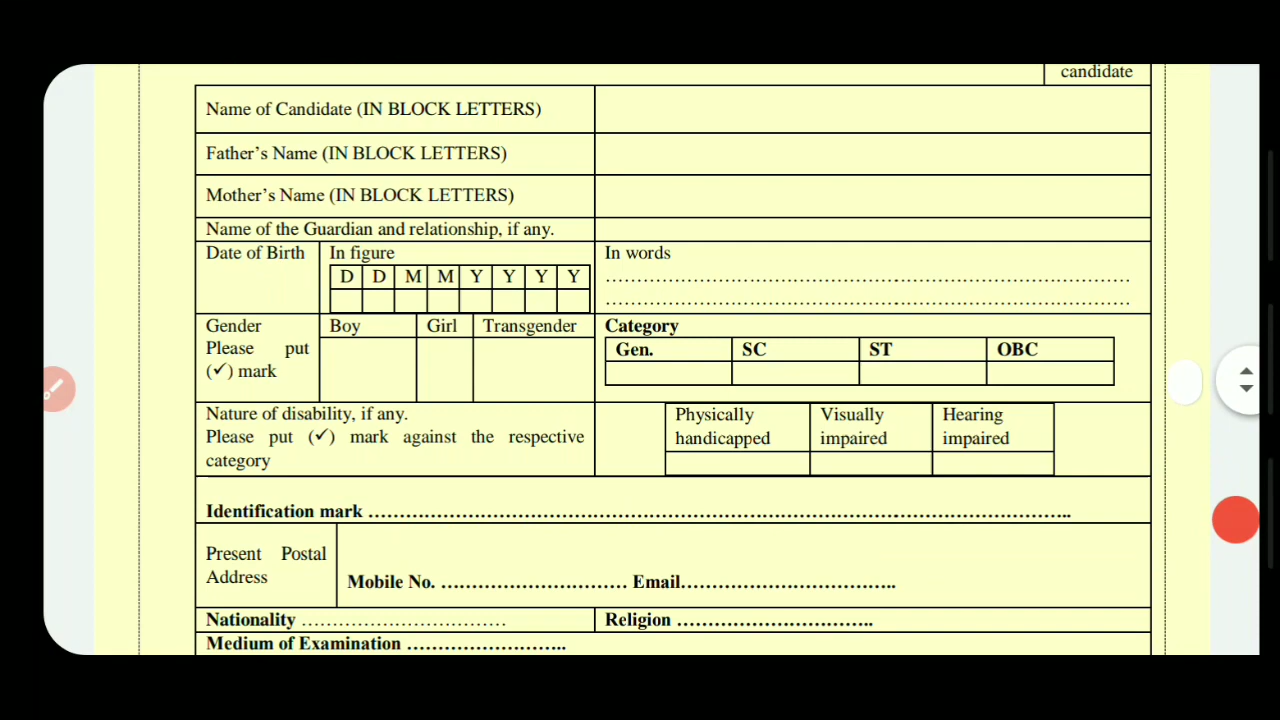 candidate
Name of Candidate (IN BLOCK LETTERS)
Father’s Name (IN BLOCK LETTERS)
Mother’s Name (IN BLOCK LETTERS)
Name of the Guardian and relationship, if any.
Date of Birth In figure In words
D D M M Y Y Y Y ………………………………………………………………………
………………………………………………………………………
Gender Boy Girl Transgender Category
Please put Gen. SC ST OBC
(✓) mark
Nature of disability, if any. Physically Visually Hearing
Please put (✓) mark against the respective handicapped impaired impaired
category
Identification mark ……………………………………………………………………………………………..
Present Postal
Address Mobile No. ………………………… Email……………………………..
Nationality …………………………… Religion …………………………..
Medium of Examination ……………………..